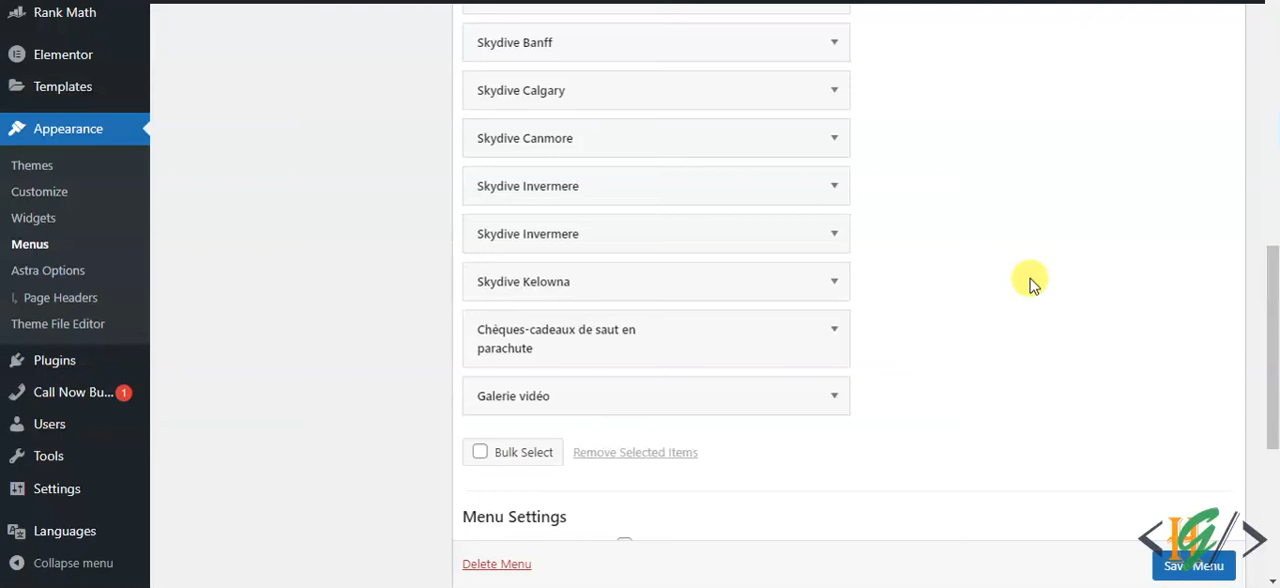 Rank Math
Elementor
Templates
Appearance
Themes
Customize
Widgets
Menus
Astra Options
Page Headers
Theme File Editor
Plugins
Call Now Bu... 1
Users
Tools
Settings
Languages
Collapse menu
Skydive Banff
Skydive Calgary
Skydive Canmore
Skydive Invermere
Skydive Invermere
Skydive Kelowna
Chèques-cadeaux de saut en
parachute
Galerie vidéo
Bulk Select Remove Selected Items
Menu Settings
Delete Menu
Save Menu